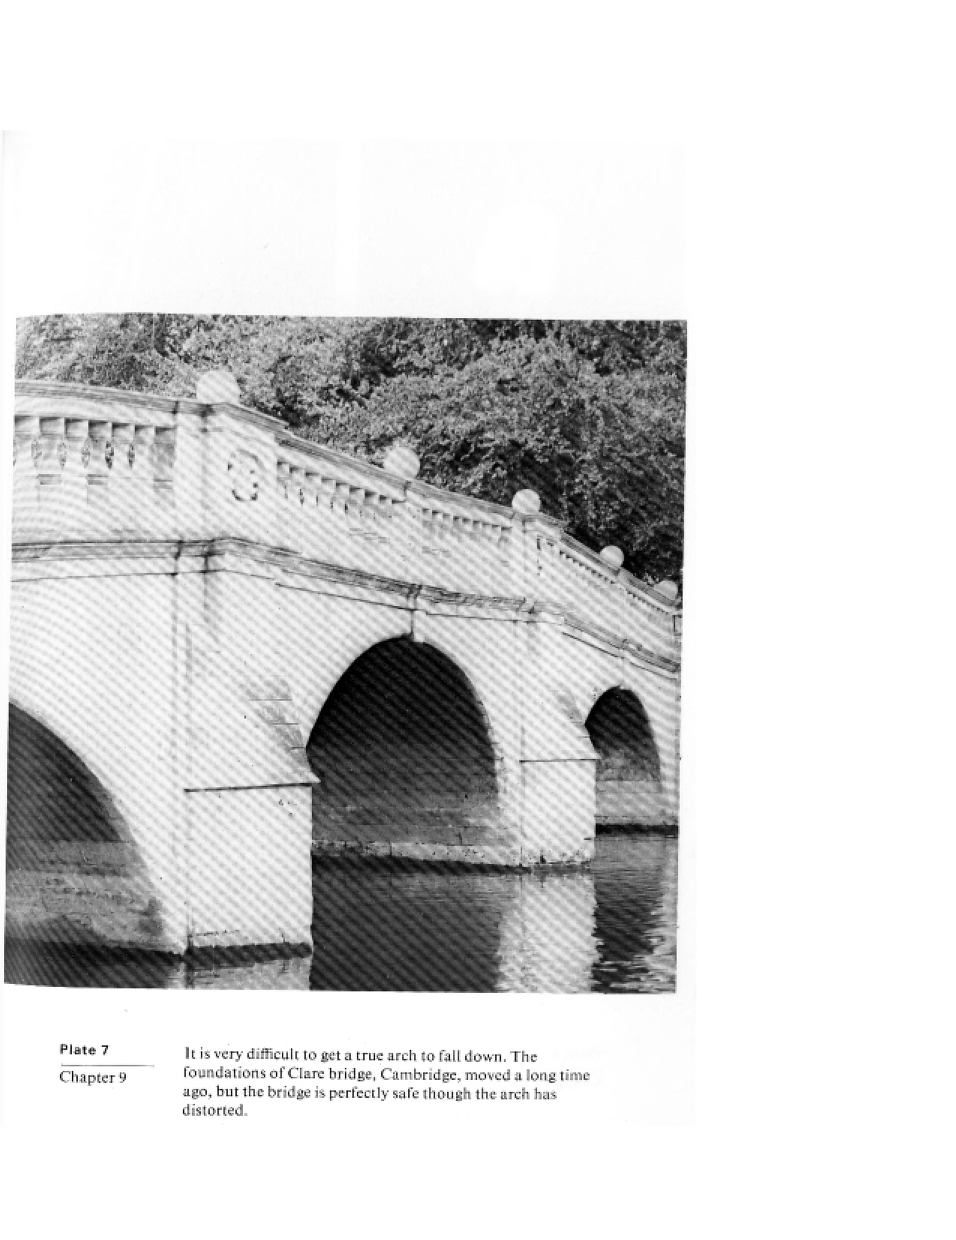 Plate 7
Chapter 9
It is very difficult to get a true arch to fall down. The
foundations of Clare bridge, Cambridge, moved a long time
ago, but the bridge is perfectly safe though the arch has
distorted.